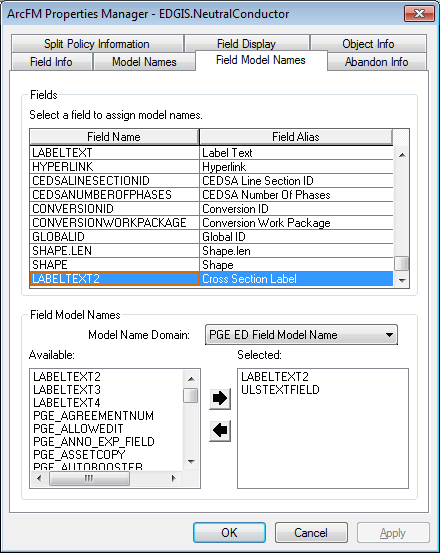 ArcFM Properties Manager - EDGIS.NeutralConductor
Split Policy Information Field Display Object Info
Field Info Model Names Field Model Names Abandon Info
Fields
Select a field to assign model names.
Field Name Field Alias
LABELTEXT Label Text
HYPERLINK Hyperlink
CEDSALINESECTIONID CEDSA Line Section ID
CEDSANUMBEROFPHASES CEDSA Number Of Phases
CONVERSIONID Conversion ID
CONVERSIONWORKPACKAGE Conversion Work Package
GLOBALID Global ID
SHAPE.LEN Shape.len
SHAPE Shape
LABELTEXT2 Cross Section Label
Field Model Names
Model Name Domain: PGE ED Field Model Name
Available: Selected:
LABELTEXT2 LABELTEXT2
LABELTEXT3 ULSTEXTFIELD
LABELTEXT4
PGE_AGREEMENTNUM
PGE_ALLOWEDIT
PGE_ANNO_EXP_FIELD
PGE_ASSETCOPY
PGE_AUTOBOOSTER
OK Cancel Apply